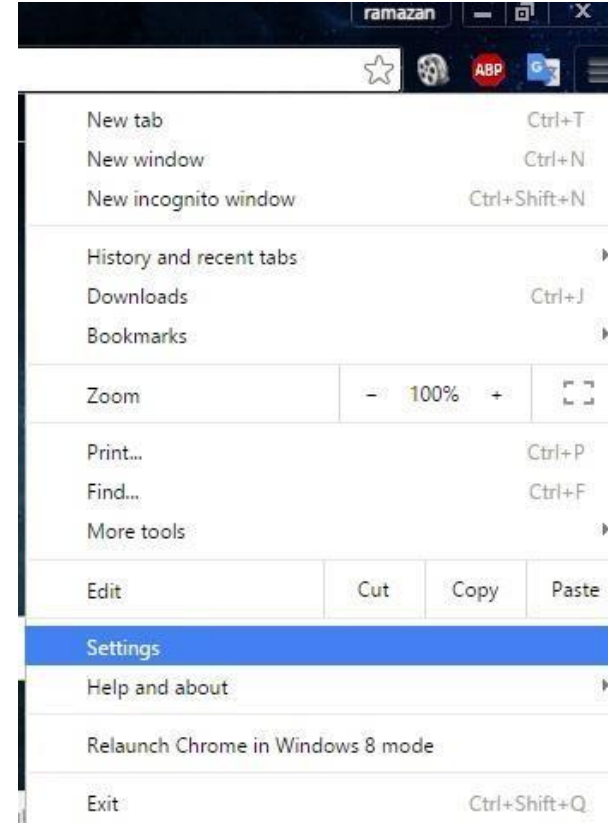 ramazan
ABP
G
New tab Ctrl+T
New window Ctrl+N
New incognito window Ctrl+Shift+N
History and recent tabs
Downloads Ctrl+J
Bookmarks
Zoom - 100% +
Print... Ctrl+P
Find... Ctrl+F
More tools
Edit Cut Copy Paste
Settings
Help and about
Relaunch Chrome in Windows 8 mode
Exit Ctrl+Shift+Q